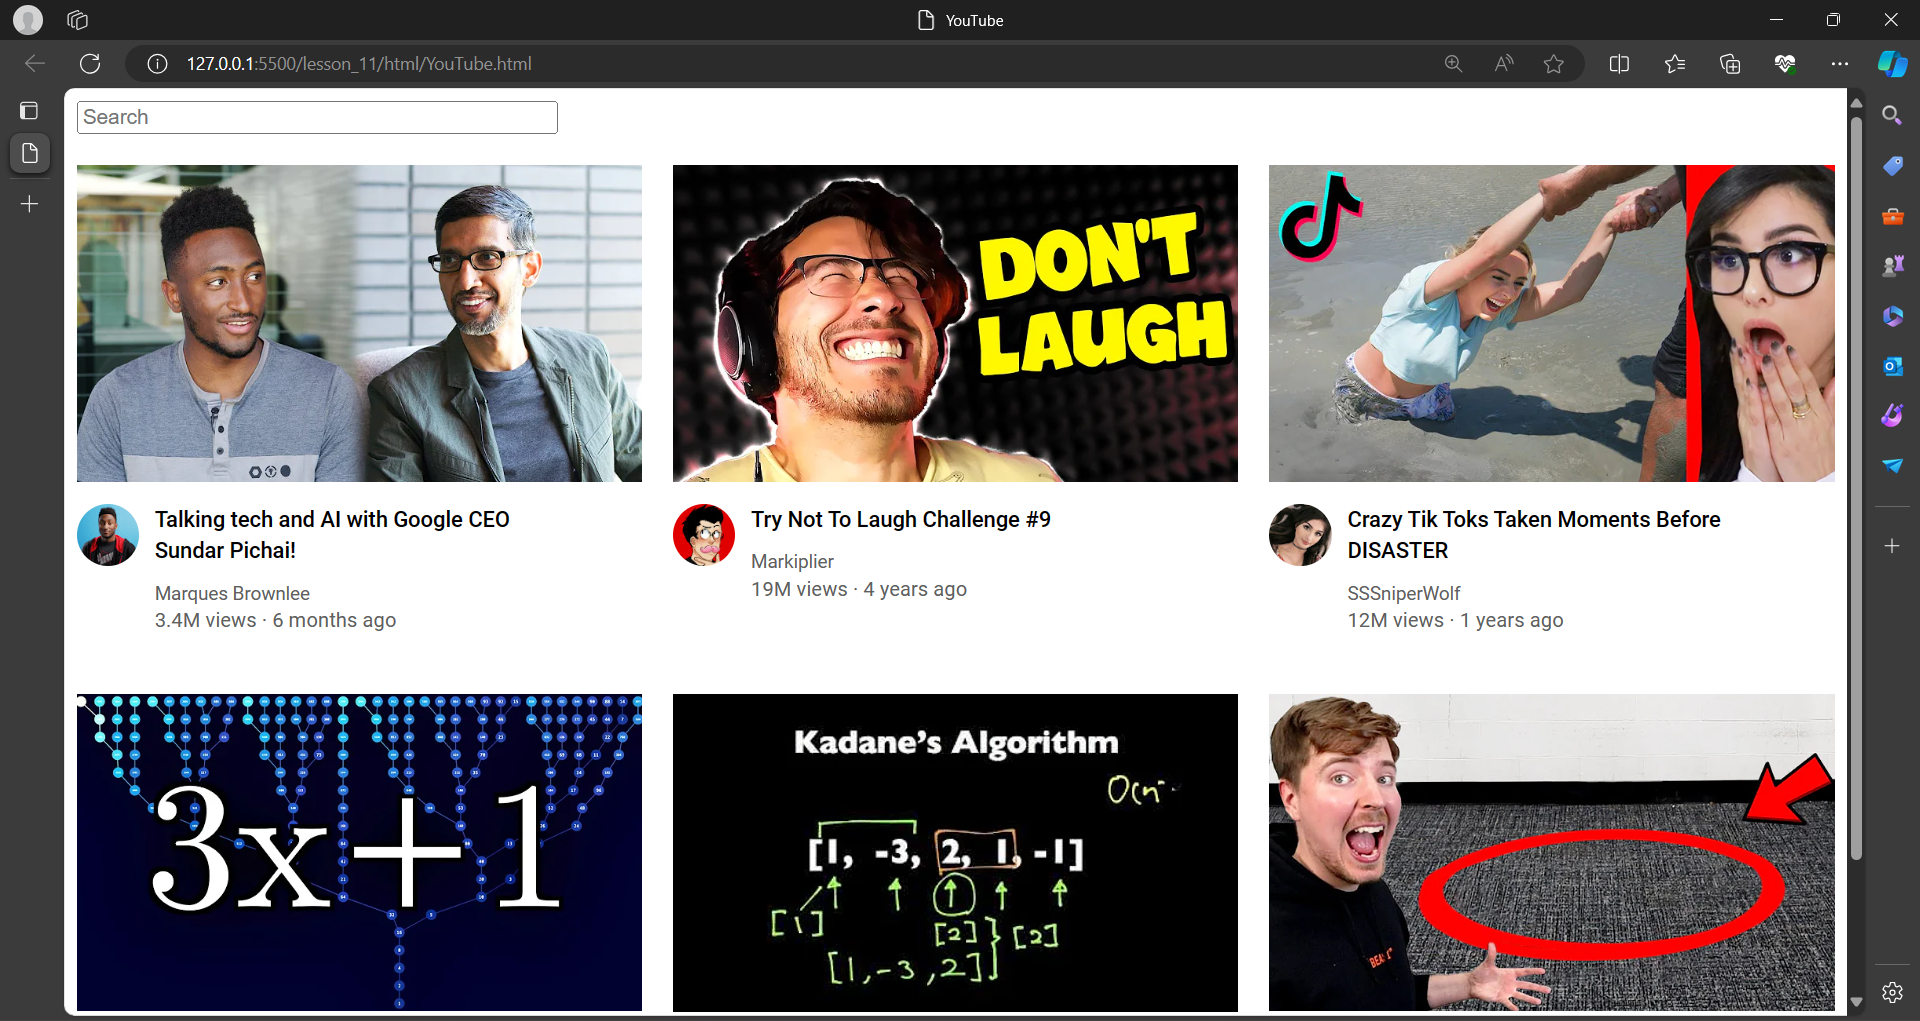 YouTube
127.0.0.1:5500/lesson_11/html/YouTube.html
Search
DON'T
LAUGH
Talking tech and AI with Google CEO
Sundar Pichai!
Marques Brownlee
3.4M views · 6 months ago
Try Not To Laugh Challenge #9
Markiplier
19M views · 4 years ago
Crazy Tik Toks Taken Moments Before
DISASTER
SSSniperWolf
12M views · 1 years ago
3x+1
Kadane's Algorithm
[1, -3, 2, 1, -1]
[1]
[2]
[2]
[1, -3, 2]